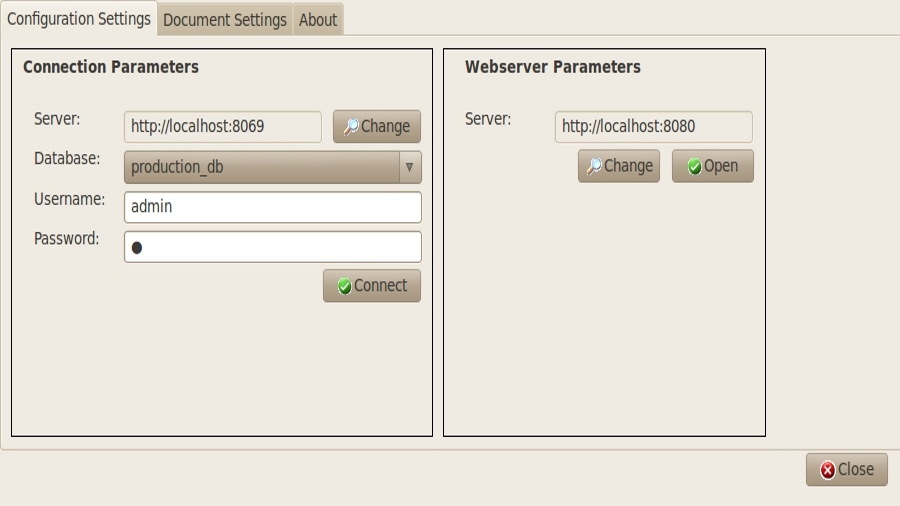 Configuration Settings Document Settings About
Connection Parameters
Server: http://localhost:8069 Change
Database: production_db
Username: admin
Password: ●
Connect
Webserver Parameters
Server: http://localhost:8080
Change Open
Close